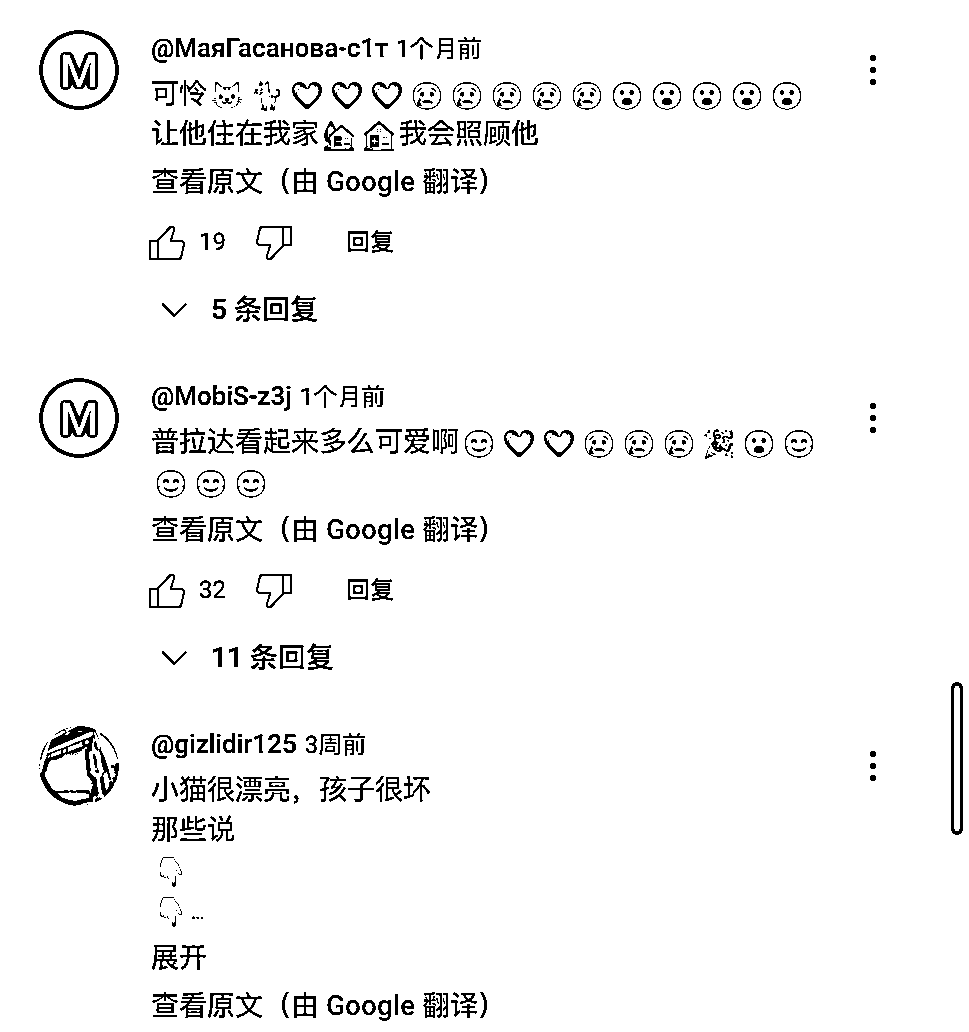 M
@МаяГасанова-с1т 1个月前
可怜🐱🐈❤❤❤😢😢😢😢😢😮😮😮😮😮
让他住在我家🏡🏠我会照顾他
查看原文（由 Google 翻译）
19 回复
5 条回复
M
@MobiS-z3j 1个月前
普拉达看起来多么可爱啊😊❤❤😢😢😢🎉😮😊
😊😊😊
查看原文（由 Google 翻译）
32 回复
11 条回复
@gizlidir125 3周前
小猫很漂亮，孩子很坏
那些说
👇
👇...
展开
查看原文（由 Google 翻译）